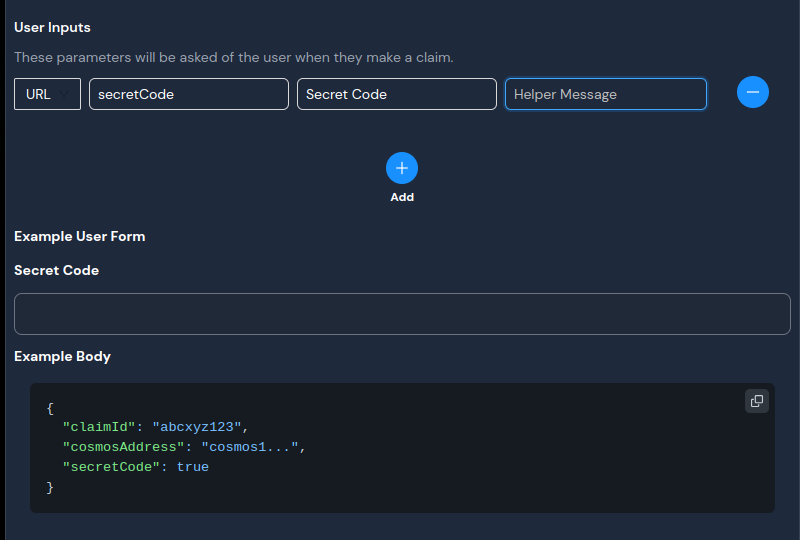 User Inputs
These parameters will be asked of the user when they make a claim.
URL secretCode Secret Code Helper Message
Add
Example User Form
Secret Code
Example Body
{
"claimId": "abcxyz123",
"cosmosAddress": "cosmos1...",
"secretCode": true
}